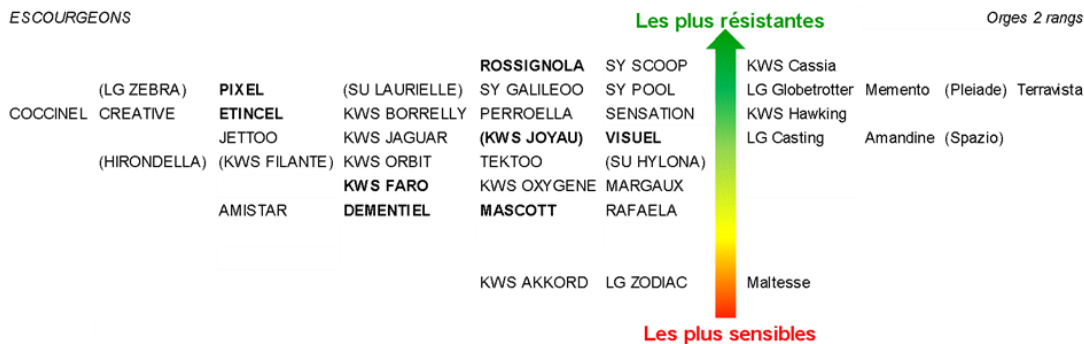 ESCOURGEONS Les plus résistantes Orges 2 rangs
ROSSIGNOLA SY SCOOP KWS Cassia
(LG ZEBRA) PIXEL (SU LAURIELLE) SY GALILEOO SY POOL LG Globetrotter Memento (Pleiade) Terravista
COCCINEL CREATIVE ETINCEL KWS BORRELLY PERROELLA SENSATION KWS Hawking
JETTOO KWS JAGUAR (KWS JOYAU) VISUEL LG Casting Amandine (Spazio)
(HIRONDELLA) (KWS FILANTE) KWS ORBIT TEKTOO (SU HYLONA)
KWS FARO KWS OXYGENE MARGAUX
AMISTAR DEMENTIEL MASCOTT RAFAELA
KWS AKKORD LG ZODIAC Maltesse
Les plus sensibles